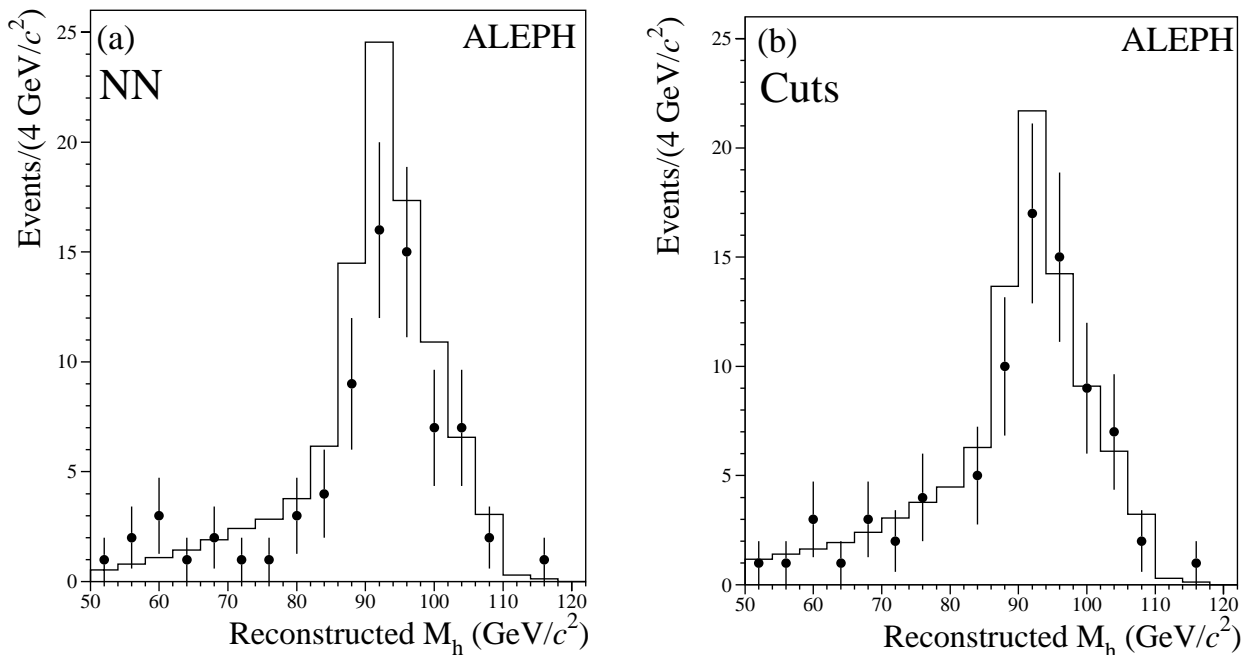 (a)
ALEPH
NN
Events/(4 GeV/c²)
25
20
15
10
5
0
50 60 70 80 90 100 110 120
Reconstructed M_h (GeV/c²)
(b)
ALEPH
Cuts
Events/(4 GeV/c²)
25
20
15
10
5
0
50 60 70 80 90 100 110 120
Reconstructed M_h (GeV/c²)